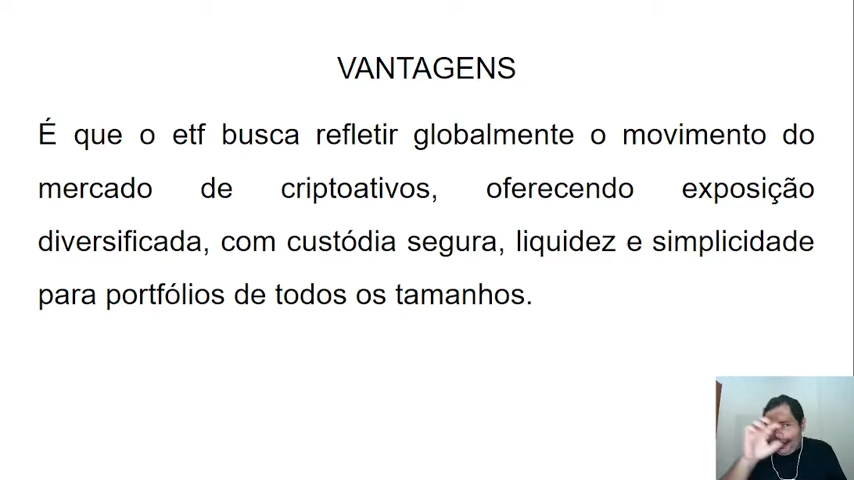 VANTAGENS
É que o etf busca refletir globalmente o movimento do
mercado de criptoativos, oferecendo exposição
diversificada, com custódia segura, liquidez e simplicidade
para portfólios de todos os tamanhos.